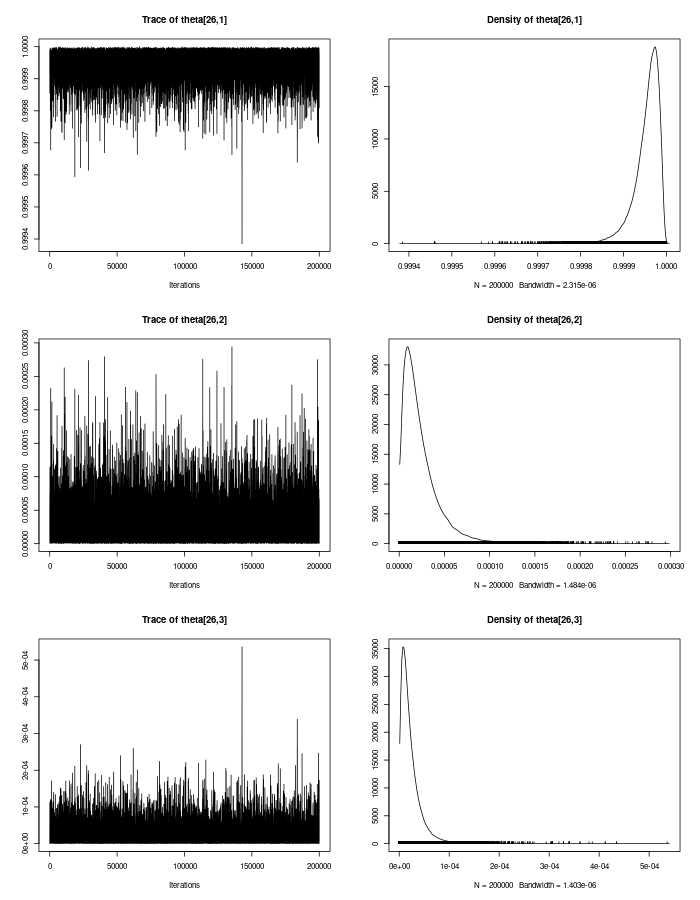 Trace of theta[26,1]
0.9994 0.9995 0.9996 0.9997 0.9998 0.9999 1.0000
0 50000 100000 150000 200000
Iterations
Density of theta[26,1]
0 5000 10000 15000
0.9994 0.9995 0.9996 0.9997 0.9998 0.9999 1.0000
N = 200000 Bandwidth = 2.315e-06
Trace of theta[26,2]
0.00000 0.00005 0.00010 0.00015 0.00020 0.00025 0.00030
0 50000 100000 150000 200000
Iterations
Density of theta[26,2]
0 5000 10000 15000 20000 25000 30000
0.00000 0.00005 0.00010 0.00015 0.00020 0.00025 0.00030
N = 200000 Bandwidth = 1.484e-06
Trace of theta[26,3]
0e+00 1e-04 2e-04 3e-04 4e-04 5e-04
0 50000 100000 150000 200000
Iterations
Density of theta[26,3]
0 5000 10000 15000 20000 25000 30000 35000
0e+00 1e-04 2e-04 3e-04 4e-04 5e-04
N = 200000 Bandwidth = 1.403e-06